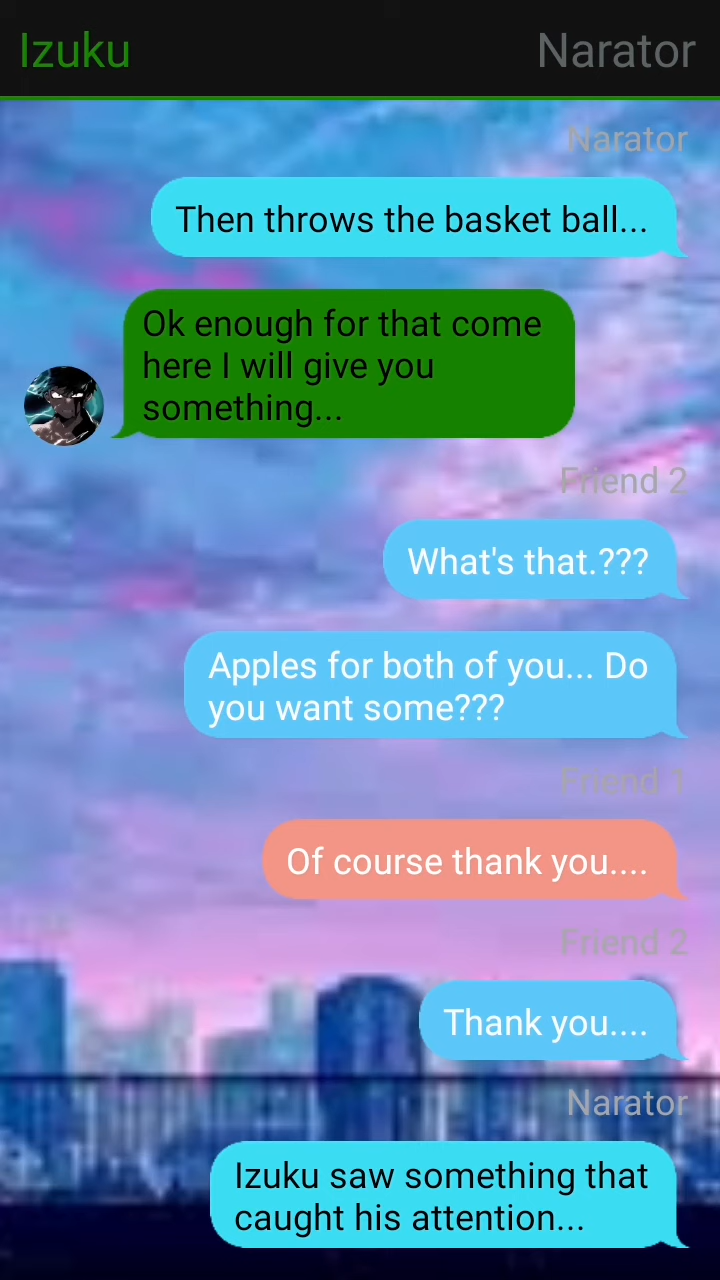 Izuku
Narator
Narator
Then throws the basket ball...
Ok enough for that come
here I will give you
something...
Friend 2
What's that.???
Apples for both of you... Do
you want some???
Friend 1
Of course thank you....
Friend 2
Thank you....
Narator
Izuku saw something that
caught his attention...